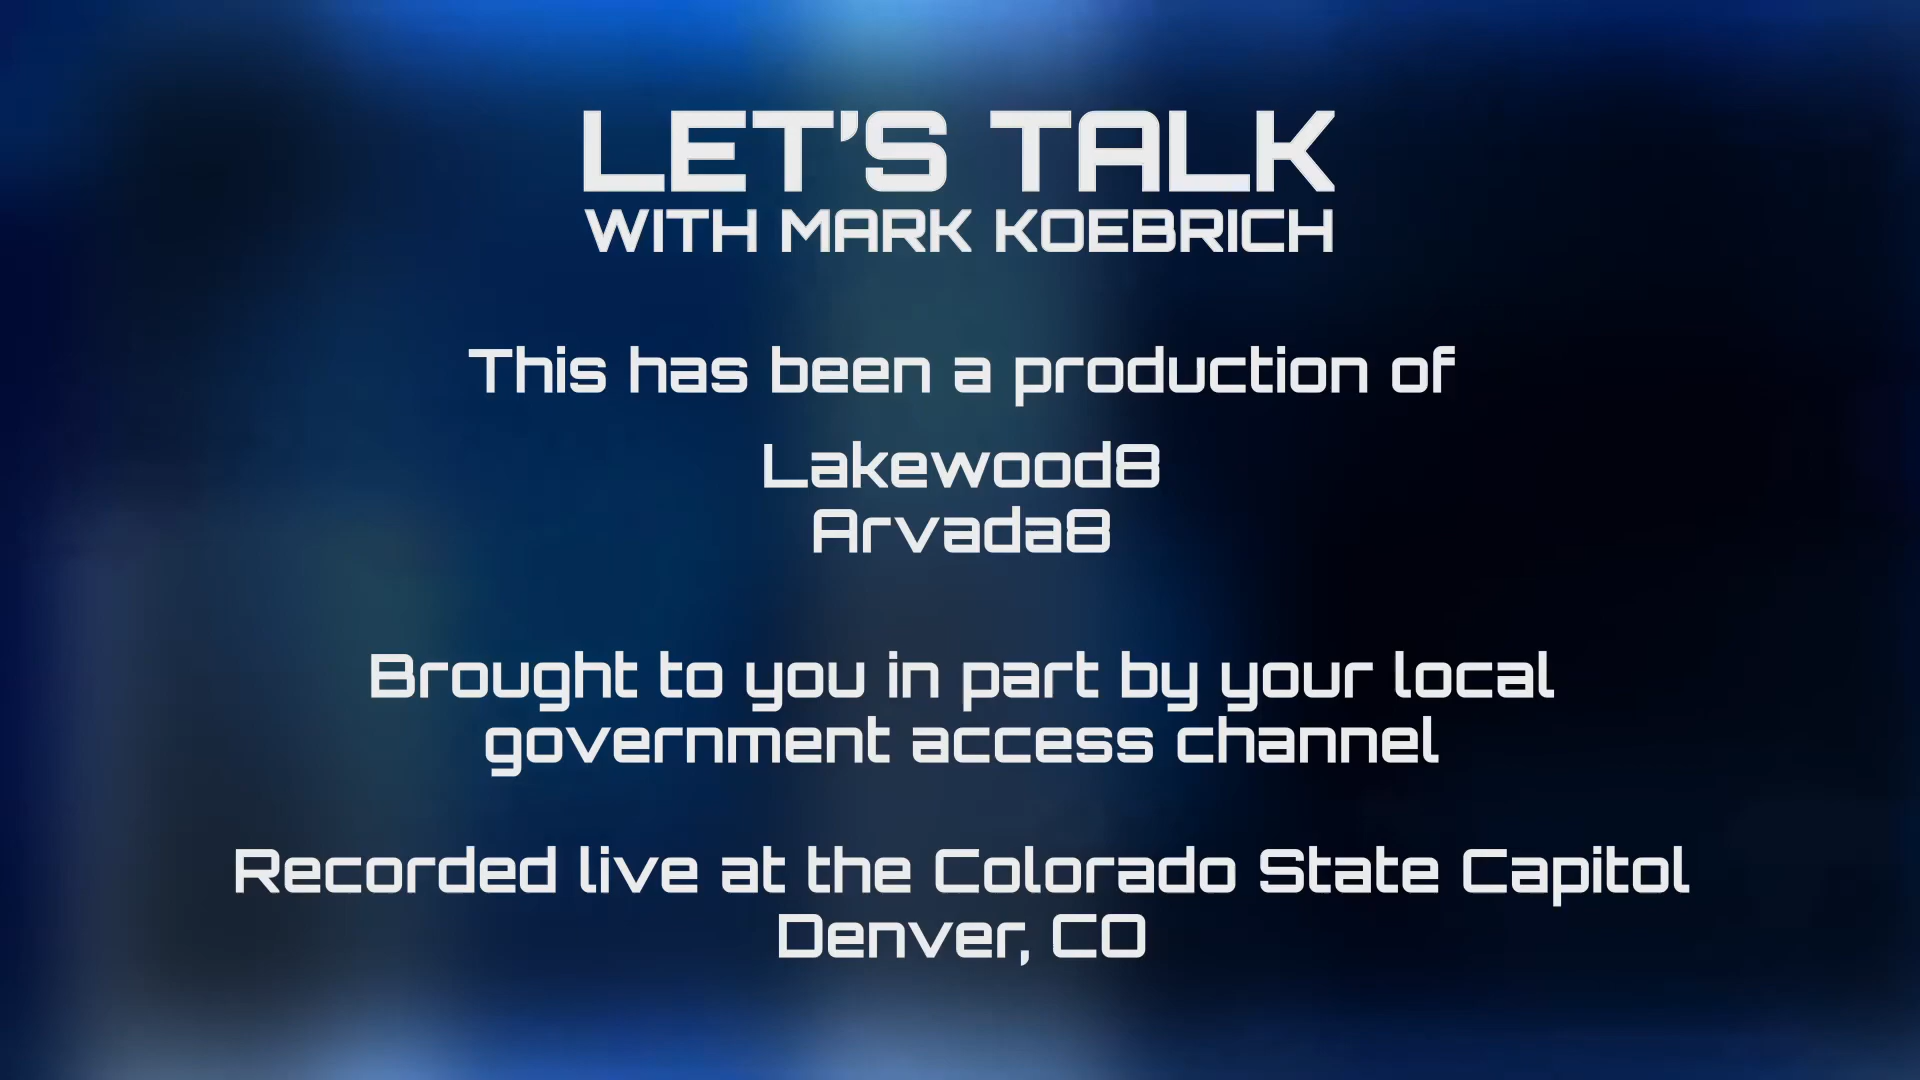 LET'S TALK
WITH MARK KOEBRICH
This has been a production of
Lakewood8
Arvada8
Brought to you in part by your local
government access channel
Recorded live at the Colorado State Capitol
Denver, CO